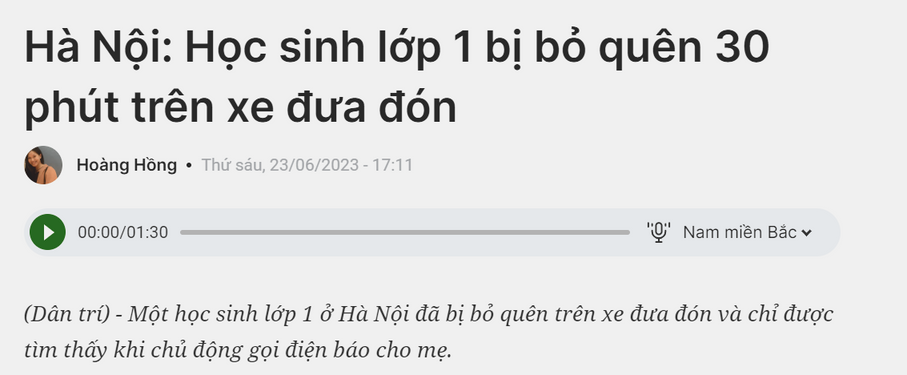 Hà Nội: Học sinh lớp 1 bị bỏ quên 30
phút trên xe đưa đón
Hoàng Hồng • Thứ sáu, 23/06/2023 - 17:11
00:00/01:30 Nam miền Bắc
(Dân trí) - Một học sinh lớp 1 ở Hà Nội đã bị bỏ quên trên xe đưa đón và chỉ được
tìm thấy khi chủ động gọi điện báo cho mẹ.